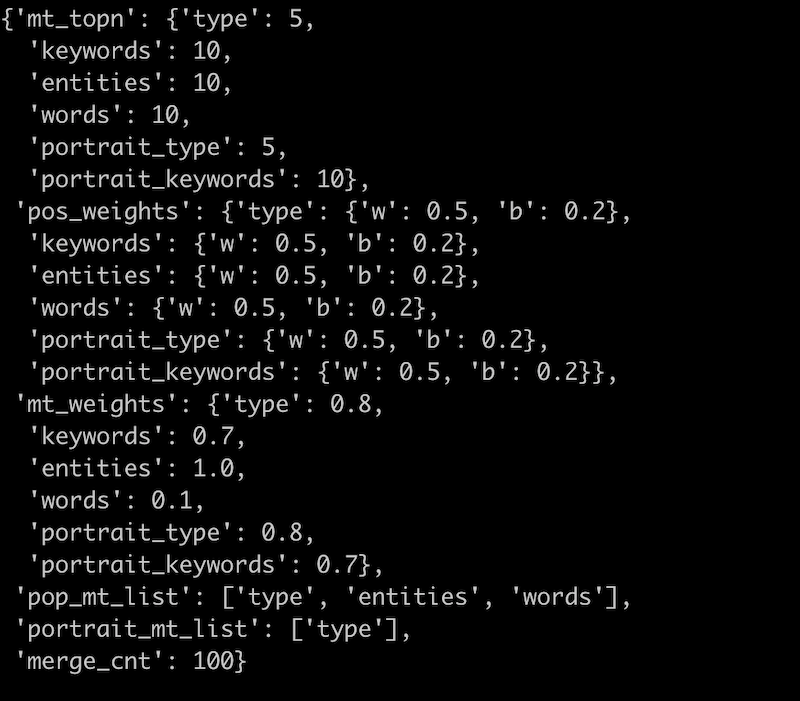 {'mt_topn': {'type': 5,
  'keywords': 10,
  'entities': 10,
  'words': 10,
  'portrait_type': 5,
  'portrait_keywords': 10},
 'pos_weights': {'type': {'w': 0.5, 'b': 0.2},
  'keywords': {'w': 0.5, 'b': 0.2},
  'entities': {'w': 0.5, 'b': 0.2},
  'words': {'w': 0.5, 'b': 0.2},
  'portrait_type': {'w': 0.5, 'b': 0.2},
  'portrait_keywords': {'w': 0.5, 'b': 0.2}},
 'mt_weights': {'type': 0.8,
  'keywords': 0.7,
  'entities': 1.0,
  'words': 0.1,
  'portrait_type': 0.8,
  'portrait_keywords': 0.7},
 'pop_mt_list': ['type', 'entities', 'words'],
 'portrait_mt_list': ['type'],
 'merge_cnt': 100}